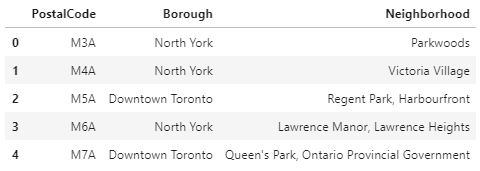 PostalCode Borough Neighborhood
0 M3A North York Parkwoods
1 M4A North York Victoria Village
2 M5A Downtown Toronto Regent Park, Harbourfront
3 M6A North York Lawrence Manor, Lawrence Heights
4 M7A Downtown Toronto Queen's Park, Ontario Provincial Government